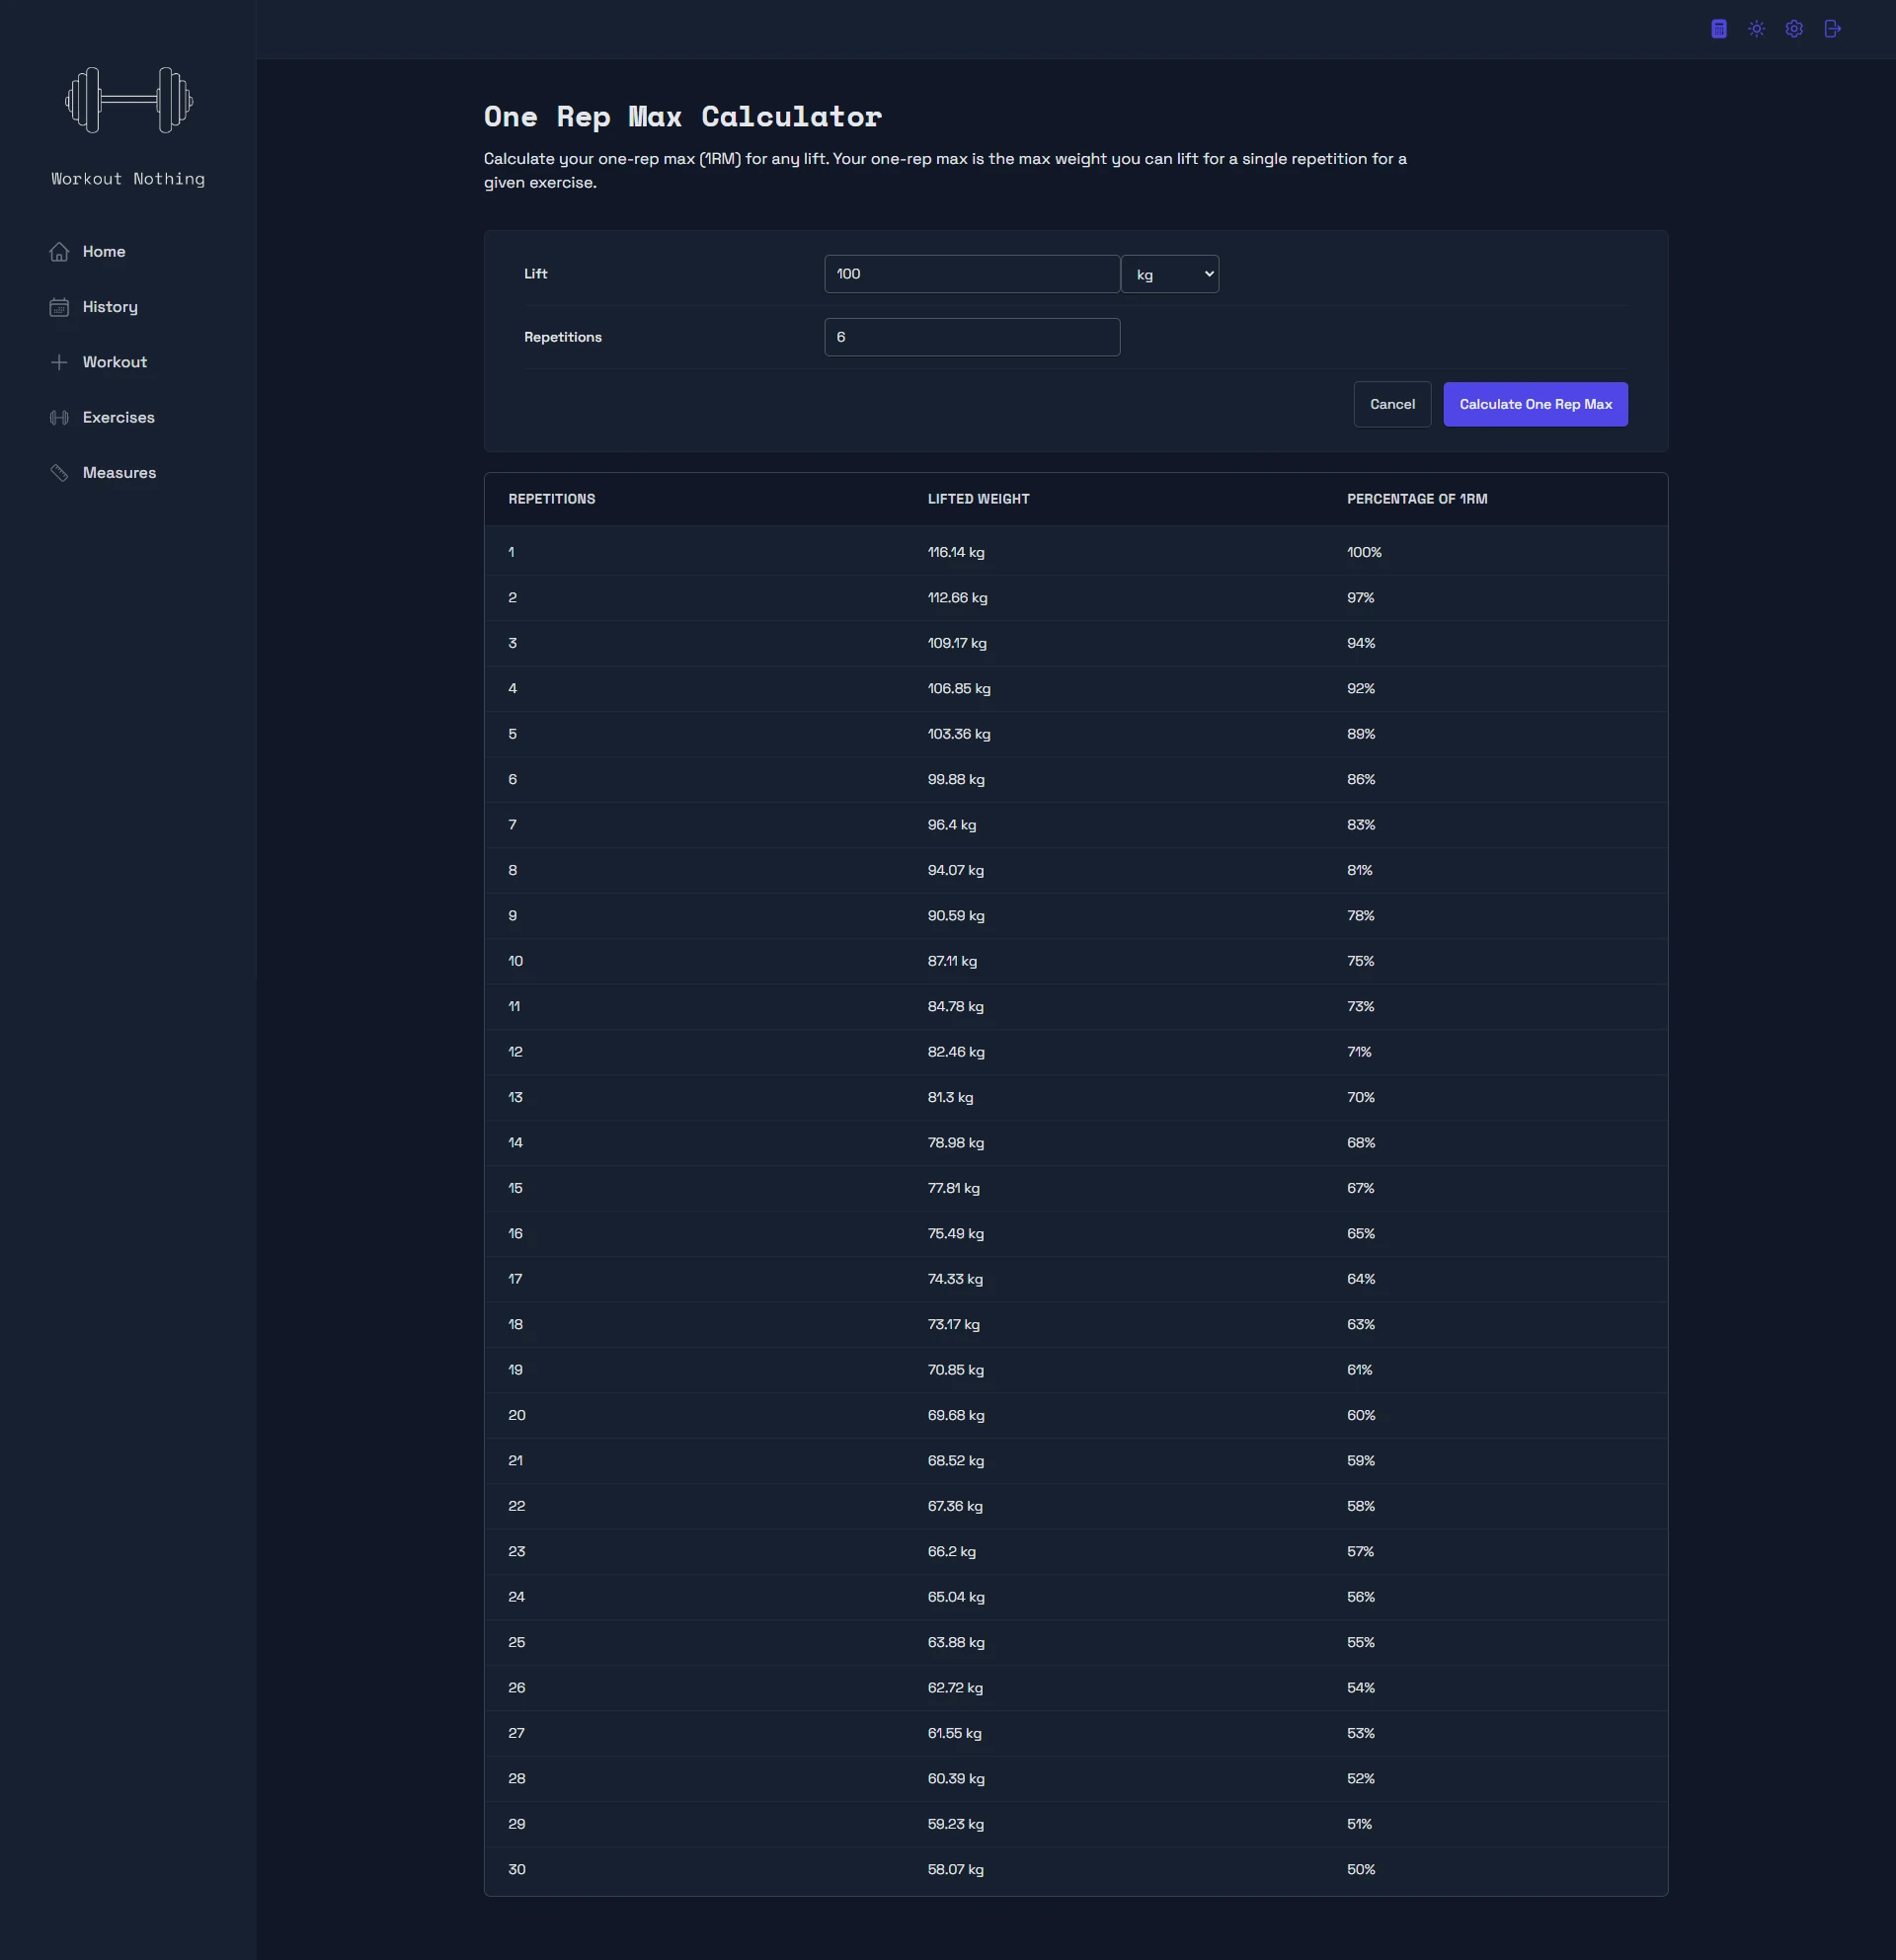 Workout Nothing
Home
History
Workout
Exercises
Measures
One Rep Max Calculator
Calculate your one-rep max (1RM) for any lift. Your one-rep max is the max weight you can lift for a single repetition for a
given exercise.
Lift 100 kg
Repetitions 6
Cancel Calculate One Rep Max
REPETITIONS LIFTED WEIGHT PERCENTAGE OF 1RM
1 116.14 kg 100%
2 112.66 kg 97%
3 109.17 kg 94%
4 106.85 kg 92%
5 103.36 kg 89%
6 99.88 kg 86%
7 96.4 kg 83%
8 94.07 kg 81%
9 90.59 kg 78%
10 87.11 kg 75%
11 84.78 kg 73%
12 82.46 kg 71%
13 81.3 kg 70%
14 78.98 kg 68%
15 77.81 kg 67%
16 75.49 kg 65%
17 74.33 kg 64%
18 73.17 kg 63%
19 70.85 kg 61%
20 69.68 kg 60%
21 68.52 kg 59%
22 67.36 kg 58%
23 66.2 kg 57%
24 65.04 kg 56%
25 63.88 kg 55%
26 62.72 kg 54%
27 61.55 kg 53%
28 60.39 kg 52%
29 59.23 kg 51%
30 58.07 kg 50%